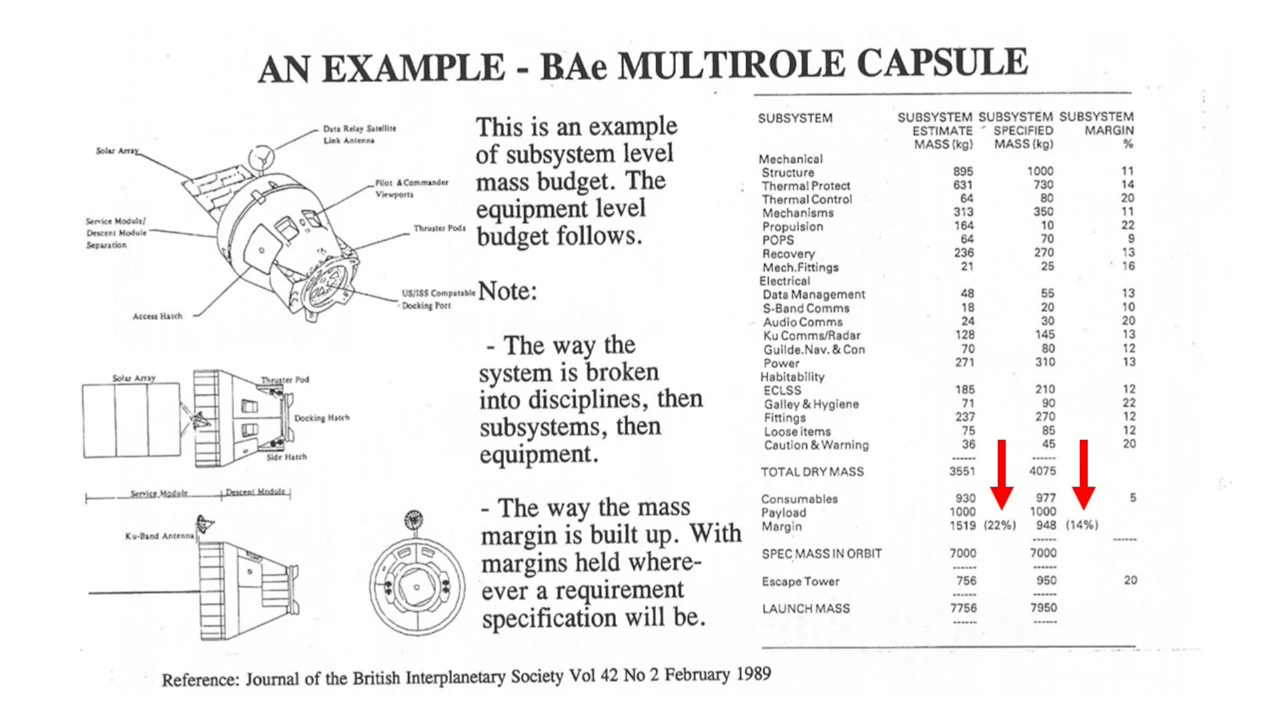 AN EXAMPLE - BAe MULTIROLE CAPSULE
Data Relay Satellite
Link Antenna
Solar Array
Pilot & Commander
Viewports
Service Module/
Descent Module
Separation
Thruster Pods
US/ISS Compatable
Docking Port
Access Hatch
Solar Array
Thruster Pod
Docking Hatch
Side Hatch
Service Module
Descent Module
Ku-Band Antenna
This is an example
of subsystem level
mass budget. The
equipment level
budget follows.
Note:
- The way the
system is broken
into disciplines, then
subsystems, then
equipment.
- The way the mass
margin is built up. With
margins held where-
ever a requirement
specification will be.
SUBSYSTEM SUBSYSTEM SUBSYSTEM SUBSYSTEM
ESTIMATE SPECIFIED MARGIN
MASS (kg) MASS (kg) %
Mechanical
Structure 895 1000 11
Thermal Protect 631 730 14
Thermal Control 64 80 20
Mechanisms 313 350 11
Propulsion 164 10 22
POPS 64 70 9
Recovery 236 270 13
Mech.Fittings 21 25 16
Electrical
Data Management 48 55 13
S-Band Comms 18 20 10
Audio Comms 24 30 20
Ku Comms/Radar 128 145 13
Guilde.Nav. & Con 70 80 12
Power 271 310 13
Habitability
ECLSS 185 210 12
Galley & Hygiene 71 90 22
Fittings 237 270 12
Loose items 75 85 12
Caution & Warning 36 45 20
------ ------
TOTAL DRY MASS 3551 4075
Consumables 930 977 5
Payload 1000 1000
Margin 1519 (22%) 948 (14%)
------ ------
SPEC MASS IN ORBIT 7000 7000
------ ------
Escape Tower 756 950 20
------ ------
LAUNCH MASS 7756 7950
------ ------
Reference: Journal of the British Interplanetary Society Vol 42 No 2 February 1989